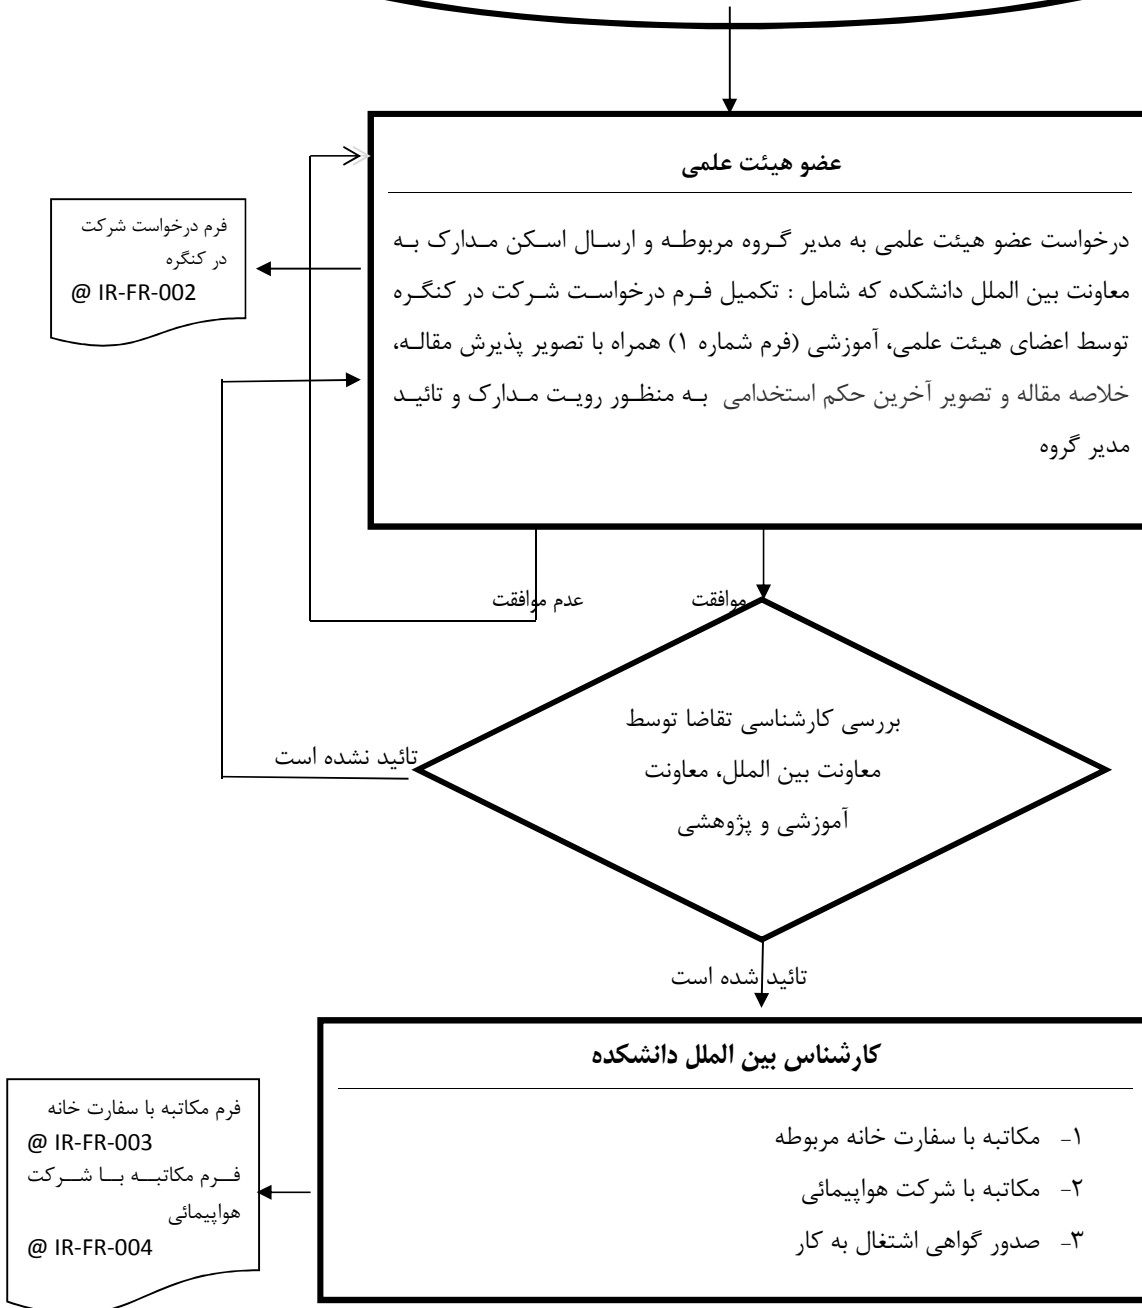 عضو هیئت علمی
فرم درخواست شرکت
در کنگره
@ IR-FR-002
درخواست عضو هیئت علمی به مدیر گروه مربوطه و ارسال اسکن مدارک به
معاونت بین الملل دانشکده که شامل : تکمیل فرم درخواست شرکت در کنگره
توسط اعضای هیئت علمی، آموزشی (فرم شماره ۱) همراه با تصویر پذیرش مقاله،
خلاصه مقاله و تصویر آخرین حکم استخدامی به منظور رویت مدارک و تائید
مدیر گروه
موافقت
عدم موافقت
بررسی کارشناسی تقاضا توسط
معاونت بین الملل، معاونت
آموزشی و پژوهشی
تائید نشده است
تائید شده است
کارشناس بین الملل دانشکده
۱- مکاتبه با سفارت خانه مربوطه
۲- مکاتبه با شرکت هواپیمائی
۳- صدور گواهی اشتغال به کار
فرم مکاتبه با سفارت خانه
@ IR-FR-003
فرم مکاتبه با شرکت
هواپیمائی
@ IR-FR-004